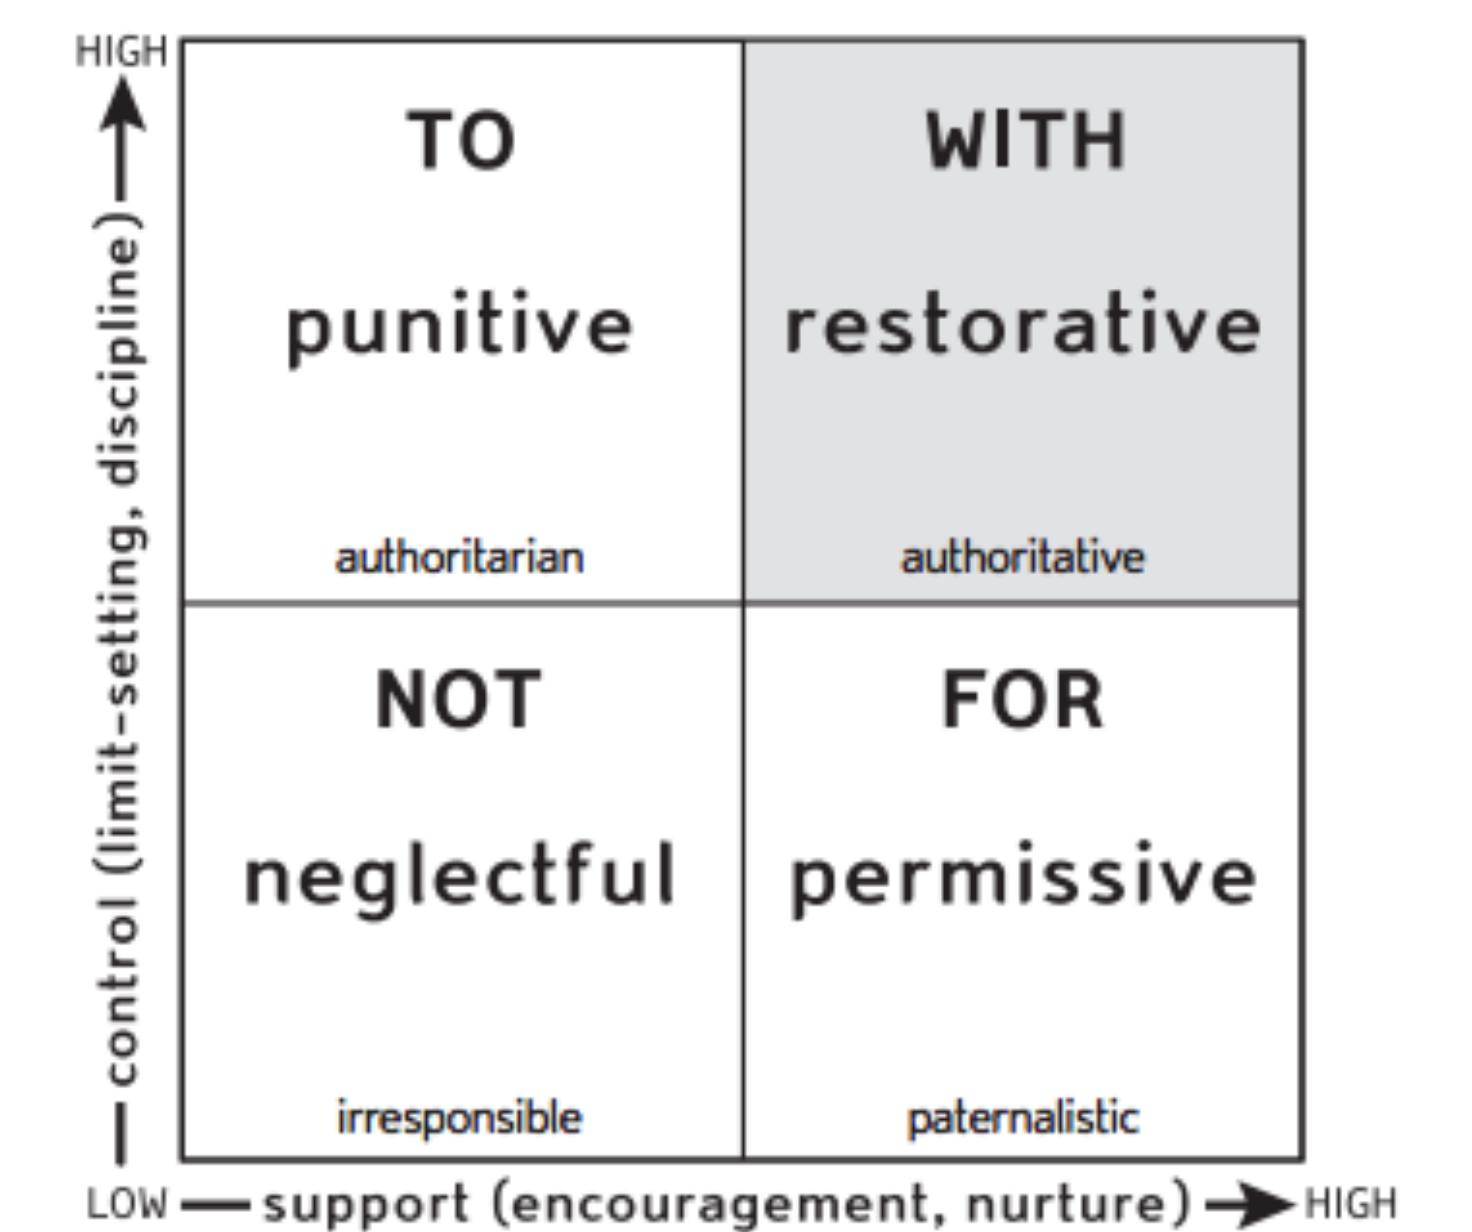 HIGH
control (limit-setting, discipline)
TO
punitive
authoritarian
WITH
restorative
authoritative
NOT
neglectful
irresponsible
FOR
permissive
paternalistic
LOW
support (encouragement, nurture)
HIGH